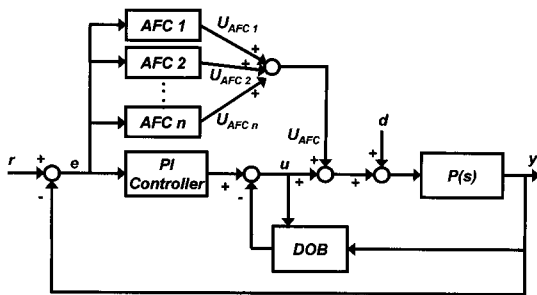 AFC 1
U_AFC 1
+
AFC 2
+
U_AFC 2
+
AFC n
U_AFC n
U_AFC
d
r
+
e
PI
Controller
+
u
+
+
+
+
P(s)
y
-
-
DOB